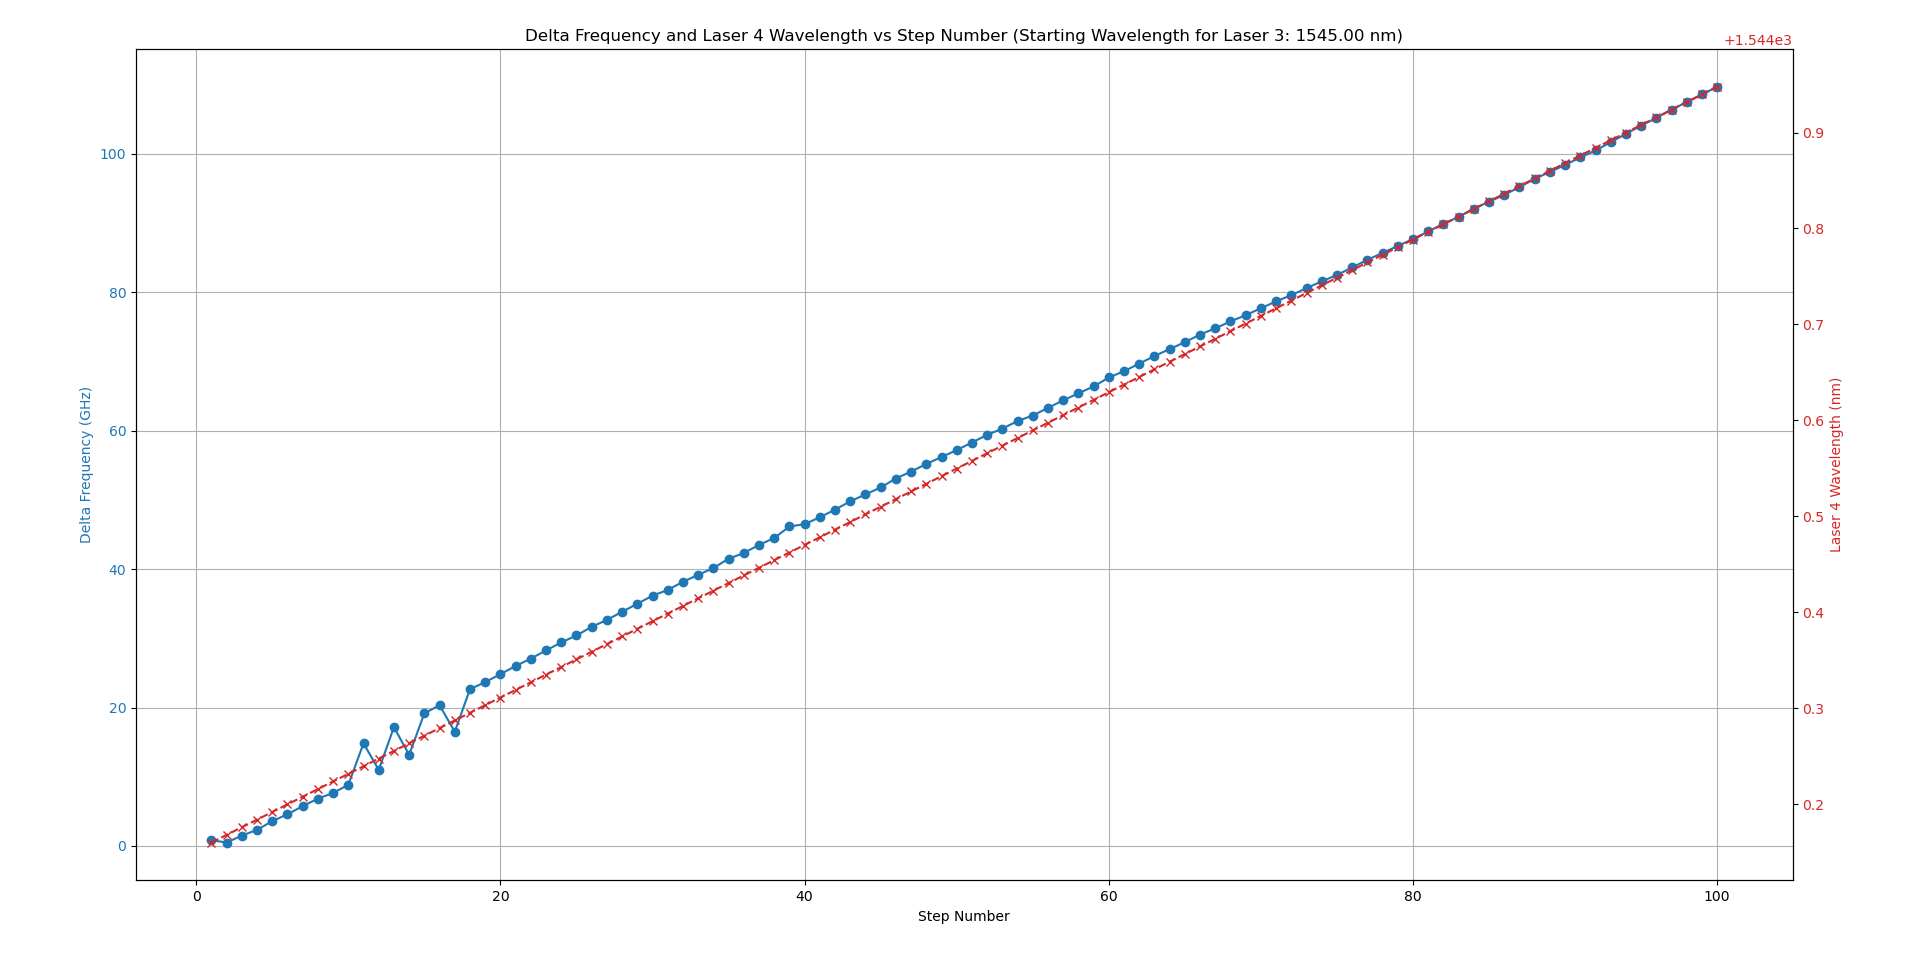 Delta Frequency and Laser 4 Wavelength vs Step Number (Starting Wavelength for Laser 3: 1545.00 nm)
+1.544e3
100
80
60
40
20
0
Delta Frequency (GHz)
0.9
0.8
0.7
0.6
0.5
0.4
0.3
0.2
Laser 4 Wavelength (nm)
0 20 40 60 80 100
Step Number